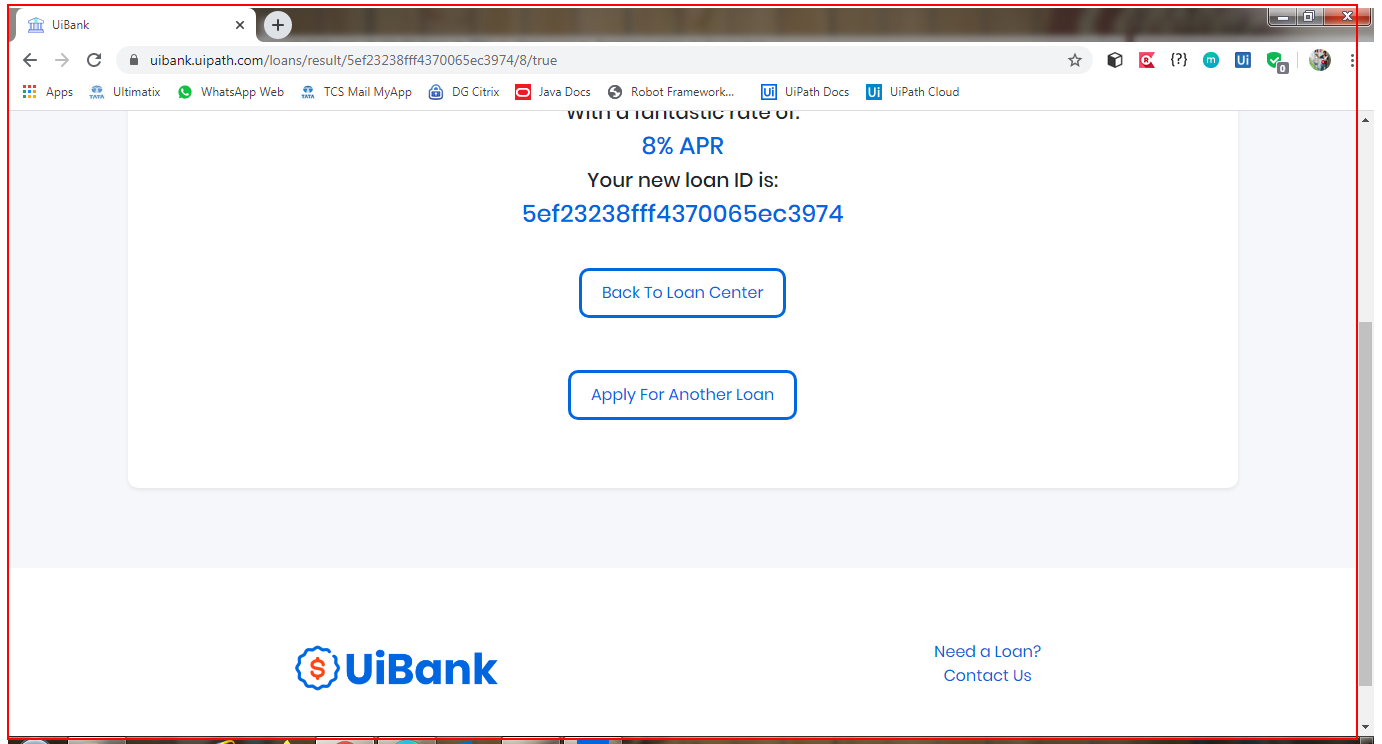 UiBank
uibank.uipath.com/loans/result/5ef23238fff4370065ec3974/8/true
{?} m Ui 0
Apps Ultimatix WhatsApp Web TCS Mail MyApp DG Citrix Java Docs Robot Framework... UiPath Docs UiPath Cloud
With a fantastic rate of:
8% APR
Your new loan ID is:
5ef23238fff4370065ec3974
Back To Loan Center
Apply For Another Loan
UiBank
Need a Loan?
Contact Us